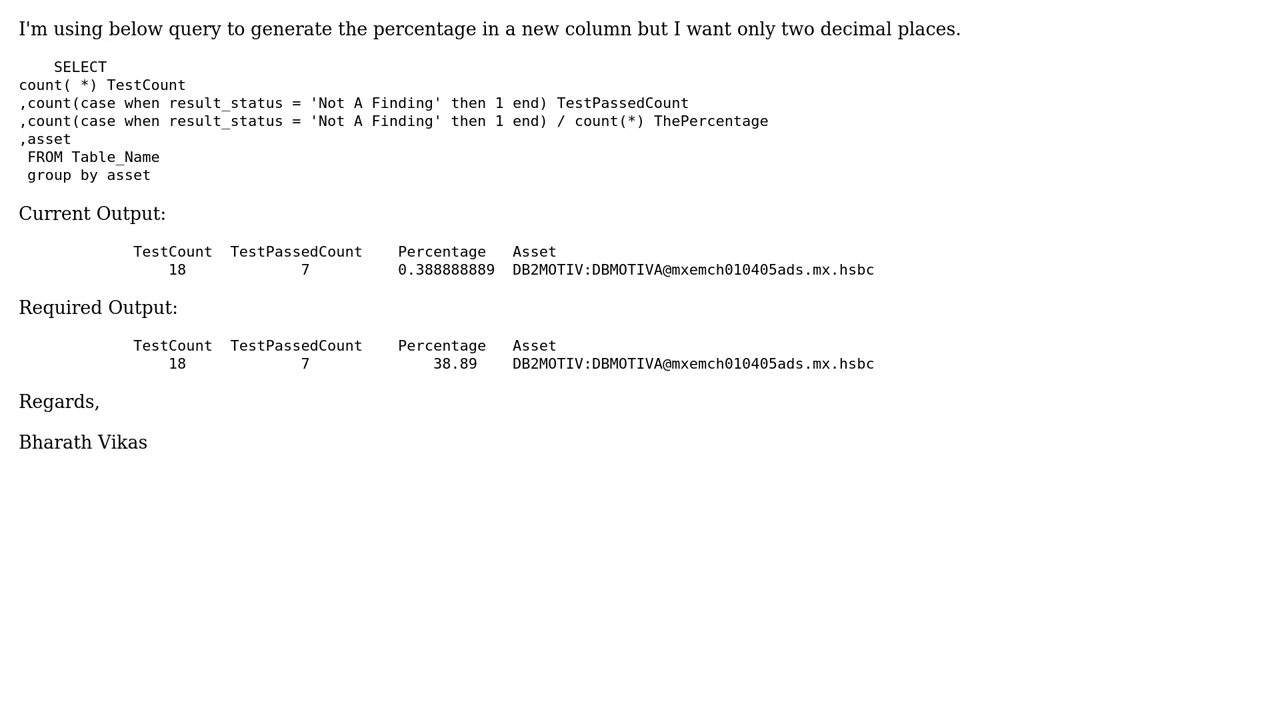 I'm using below query to generate the percentage in a new column but I want only two decimal places.
SELECT
count( *) TestCount
,count(case when result_status = 'Not A Finding' then 1 end) TestPassedCount
,count(case when result_status = 'Not A Finding' then 1 end) / count(*) ThePercentage
,asset
FROM Table_Name
group by asset
Current Output:
TestCount  TestPassedCount    Percentage   Asset
18             7          0.388888889  DB2MOTIV:DBMOTIVA@mxemch010405ads.mx.hsbc
Required Output:
TestCount  TestPassedCount    Percentage   Asset
18             7              38.89    DB2MOTIV:DBMOTIVA@mxemch010405ads.mx.hsbc
Regards,
Bharath Vikas